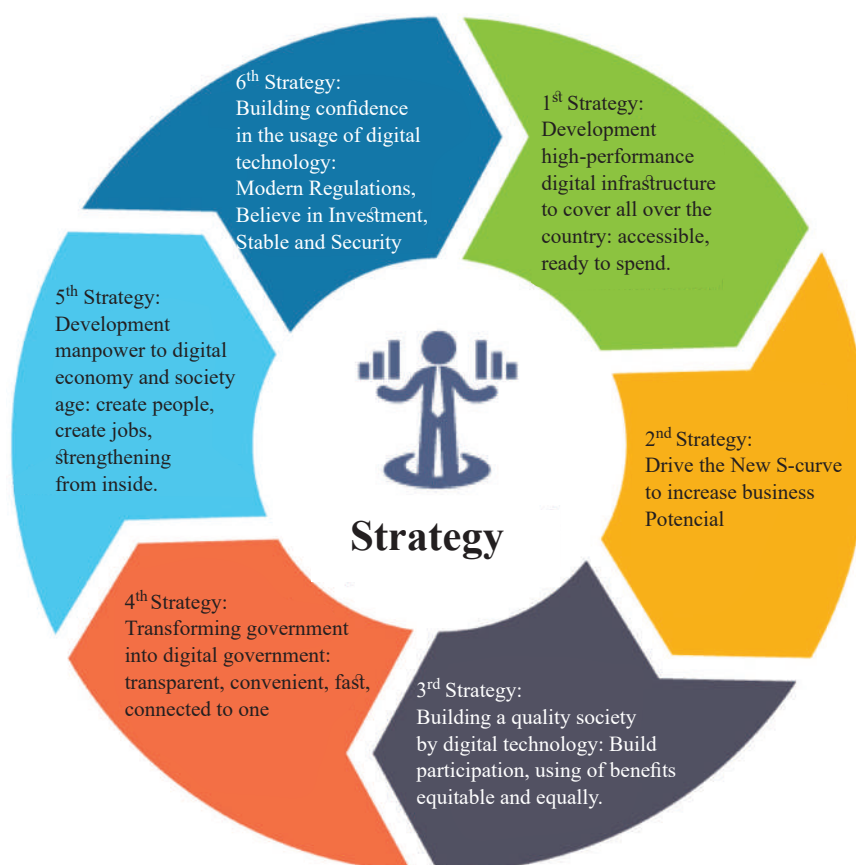 1st Strategy:
Development
high-performance
digital infrastructure
to cover all over the
country: accessible,
ready to spend.
2nd Strategy:
Drive the New S-curve
to increase business
Potencial
3rd Strategy:
Building a quality society
by digital technology: Build
participation, using of benefits
equitable and equally.
4th Strategy:
Transforming government
into digital government:
transparent, convenient, fast,
connected to one
5th Strategy:
Development
manpower to digital
economy and society
age: create people,
create jobs,
strengthening
from inside.
6th Strategy:
Building confidence
in the usage of digital
technology:
Modern Regulations,
Believe in Investment,
Stable and Security
Strategy